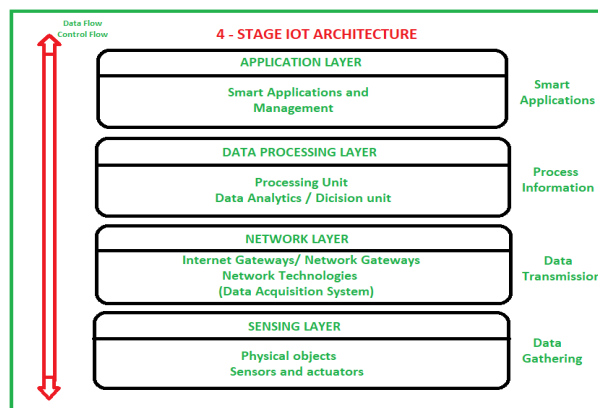 Data Flow
Control Flow
4 - STAGE IOT ARCHITECTURE
APPLICATION LAYER
Smart Applications and
Management
Smart
Applications
DATA PROCESSING LAYER
Processing Unit
Data Analytics / Dicision unit
Process
Information
NETWORK LAYER
Internet Gateways/ Network Gateways
Network Technologies
(Data Acquisition System)
Data
Transmission
SENSING LAYER
Physical objects
Sensors and actuators
Data
Gathering